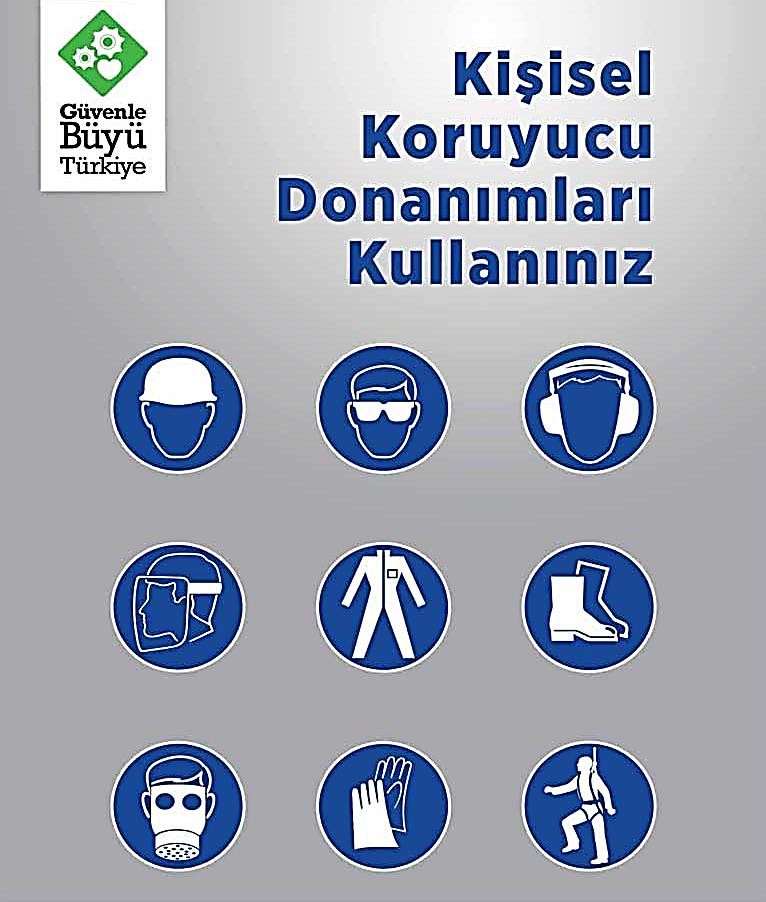 Güvenle
Büyü
Türkiye
Kişisel
Koruyucu
Donanımları
Kullanınız